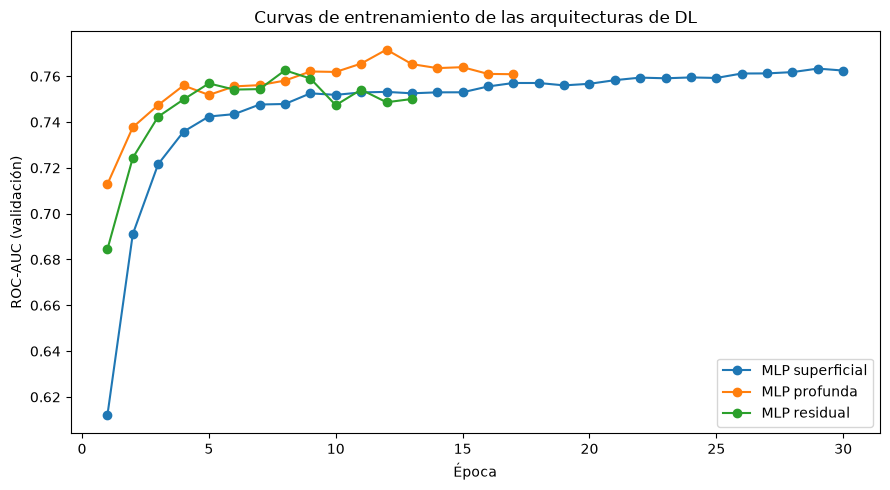 Curvas de entrenamiento de las arquitecturas de DL
ROC-AUC (validación)
0.76
0.74
0.72
0.70
0.68
0.66
0.64
0.62
0
5
10
15
20
25
30
Época
MLP superficial
MLP profunda
MLP residual